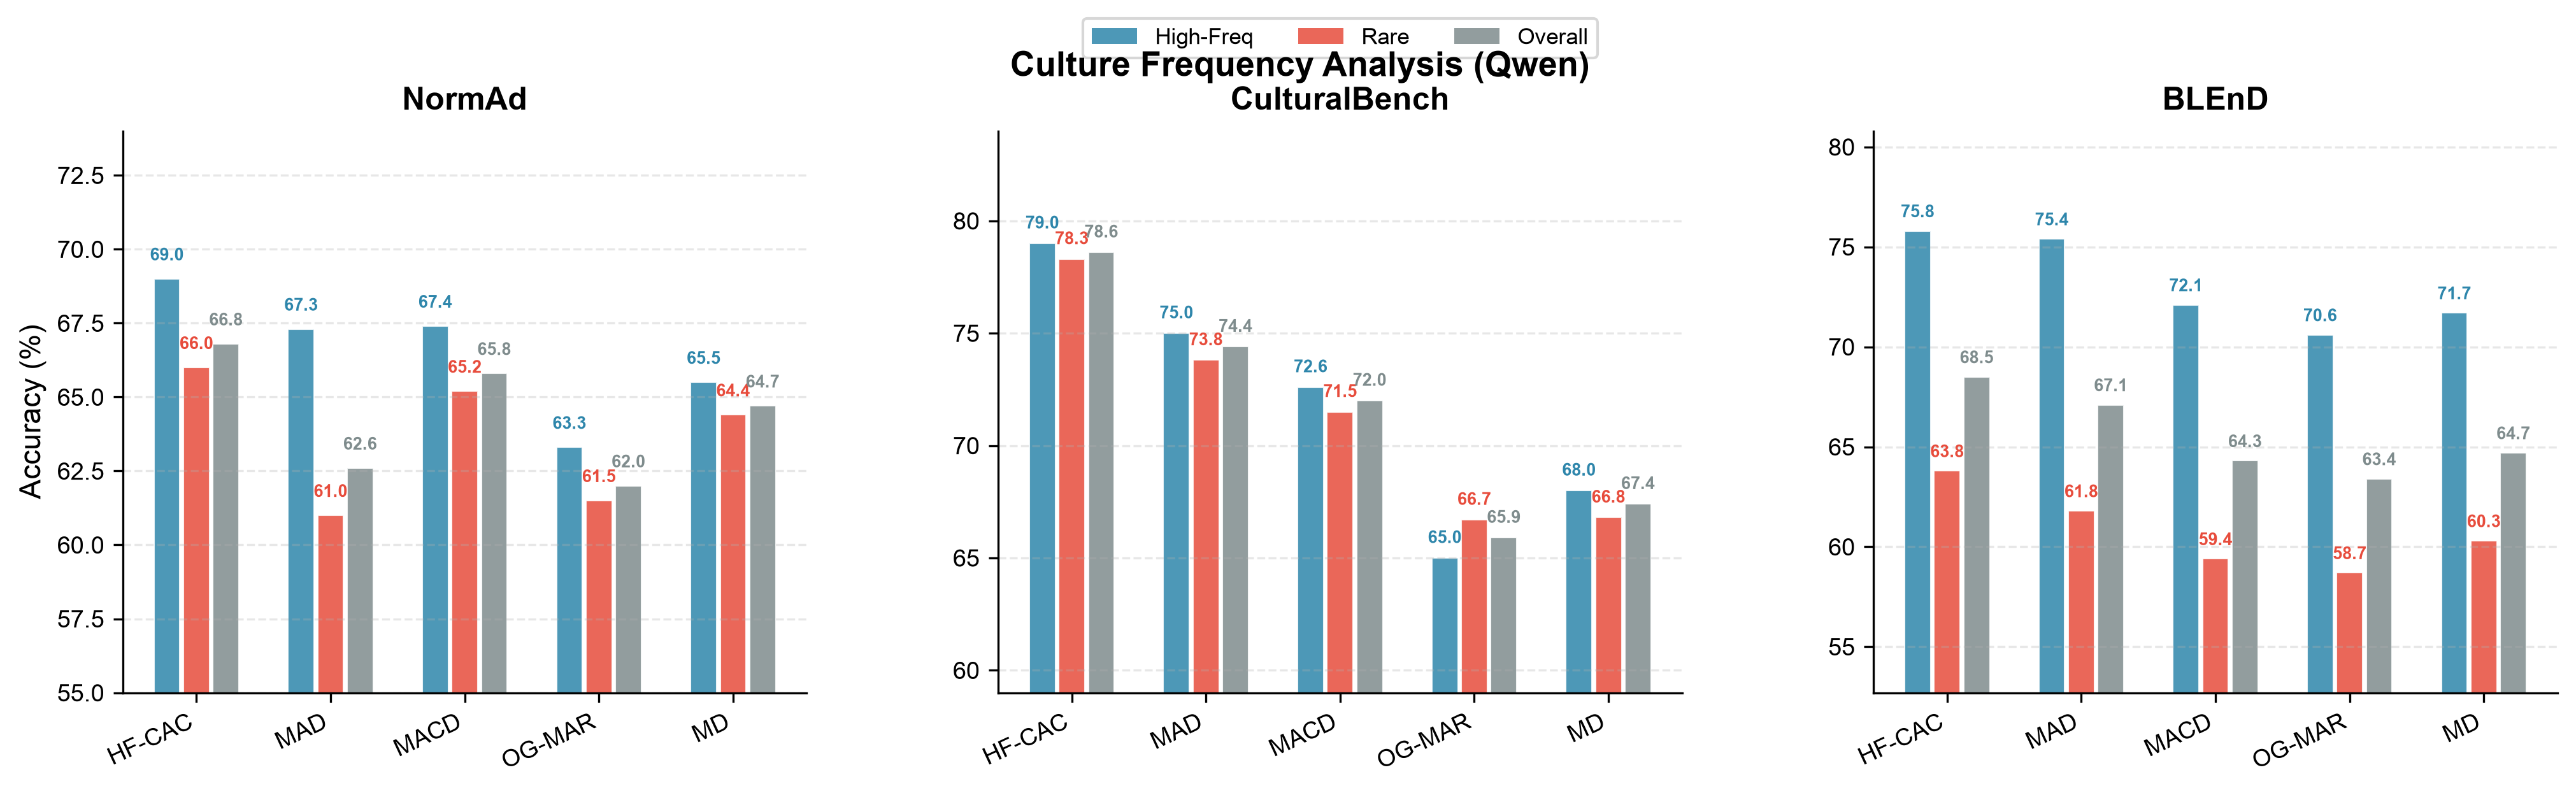 High-Freq Rare Overall
Culture Frequency Analysis (Qwen)
NormAd
Accuracy (%)
72.5
70.0
67.5
65.0
62.5
60.0
57.5
55.0
69.0 66.0 66.8
67.3 61.0 62.6
67.4 65.2 65.8
63.3 61.5 62.0
65.5 64.4 64.7
HF-CAC MAD MACD OG-MAR MD
CulturalBench
80
75
70
65
60
79.0 78.3 78.6
75.0 73.8 74.4
72.6 71.5 72.0
65.0 66.7 65.9
68.0 66.8 67.4
HF-CAC MAD MACD OG-MAR MD
BLEnD
80
75
70
65
60
55
75.8 63.8 68.5
75.4 61.8 67.1
72.1 59.4 64.3
70.6 58.7 63.4
71.7 60.3 64.7
HF-CAC MAD MACD OG-MAR MD